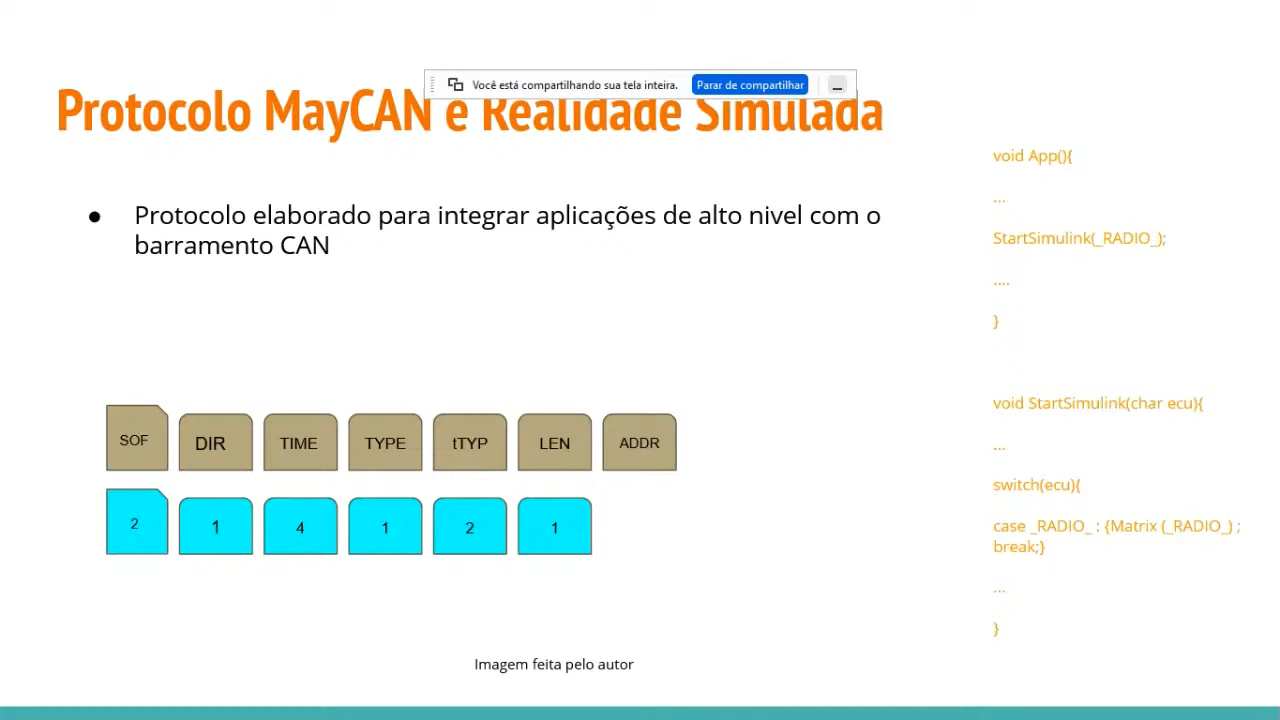 Você está compartilhando sua tela inteira. Parar de compartilhar
Protocolo MayCAN e Realidade Simulada
● Protocolo elaborado para integrar aplicações de alto nivel com o
barramento CAN
SOF DIR TIME TYPE tTYP LEN ADDR
2 1 4 1 2 1
Imagem feita pelo autor
void App(){
...
StartSimulink(_RADIO_);
....
}
void StartSimulink(char ecu){
...
switch(ecu){
case _RADIO_ : {Matrix (_RADIO_) ;
break;}
...
}